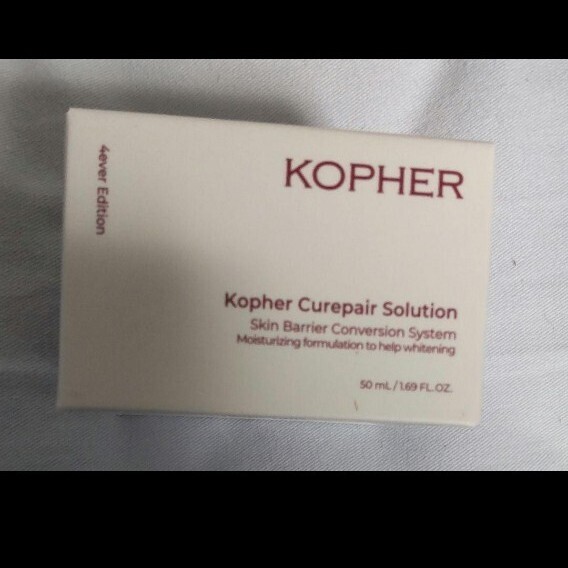 KOPHER
4ever Edition
Kopher Curepair Solution
Skin Barrier Conversion System
Moisturizing formulation to help whitening
50 mL / 1.69 FL.OZ.